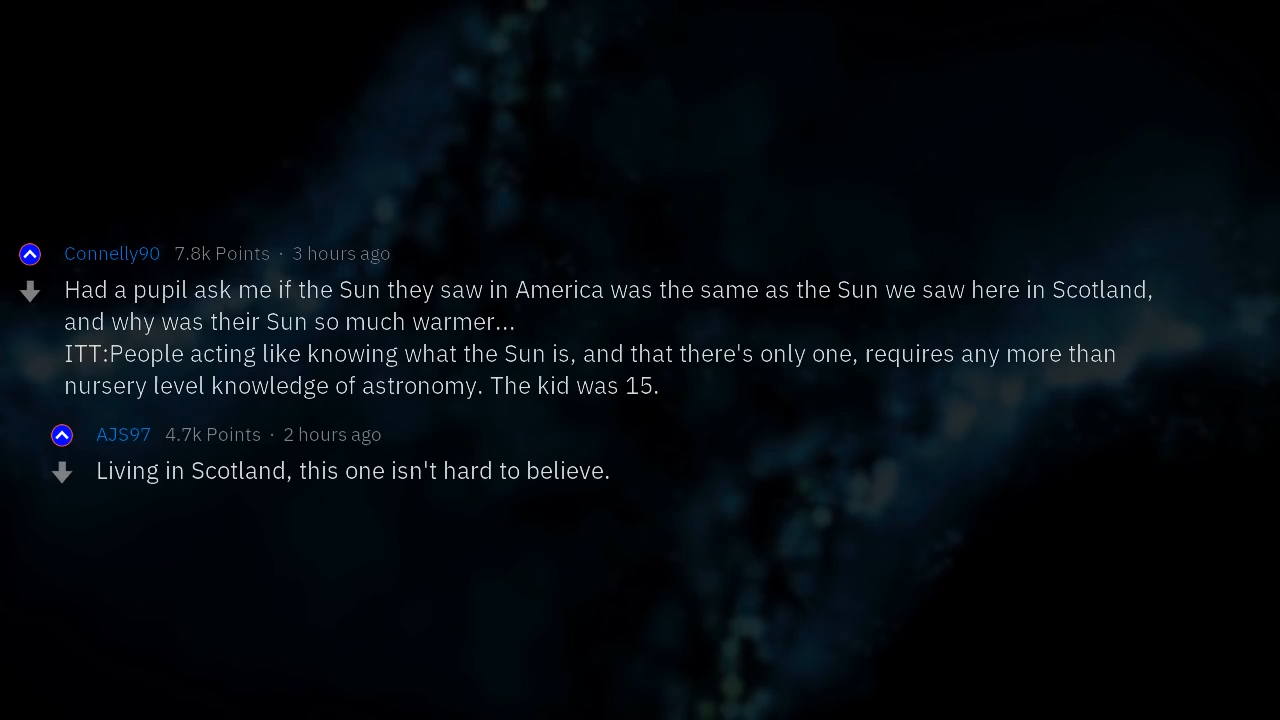 Connelly90 7.8k Points · 3 hours ago
Had a pupil ask me if the Sun they saw in America was the same as the Sun we saw here in Scotland,
and why was their Sun so much warmer...
ITT:People acting like knowing what the Sun is, and that there's only one, requires any more than
nursery level knowledge of astronomy. The kid was 15.
AJS97 4.7k Points · 2 hours ago
Living in Scotland, this one isn't hard to believe.